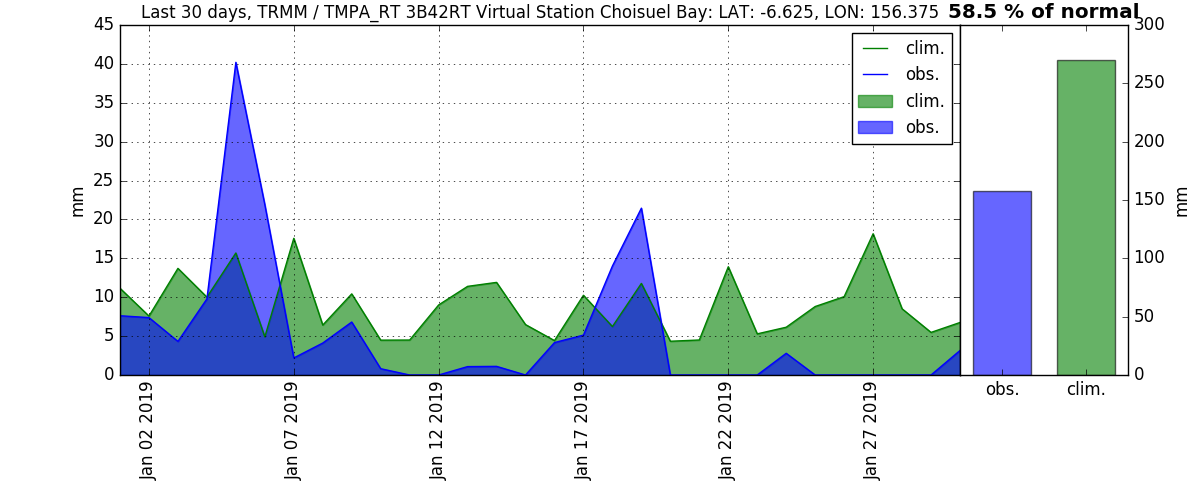 Last 30 days, TRMM / TMPA_RT 3B42RT Virtual Station Choisuel Bay: LAT: -6.625, LON: 156.375 58.5 % of normal
45
40
35
30
25
20
15
10
5
0
mm
clim.
obs.
clim.
obs.
Jan 02 2019
Jan 07 2019
Jan 12 2019
Jan 17 2019
Jan 22 2019
Jan 27 2019
300
250
200
150
100
50
0
mm
obs. clim.